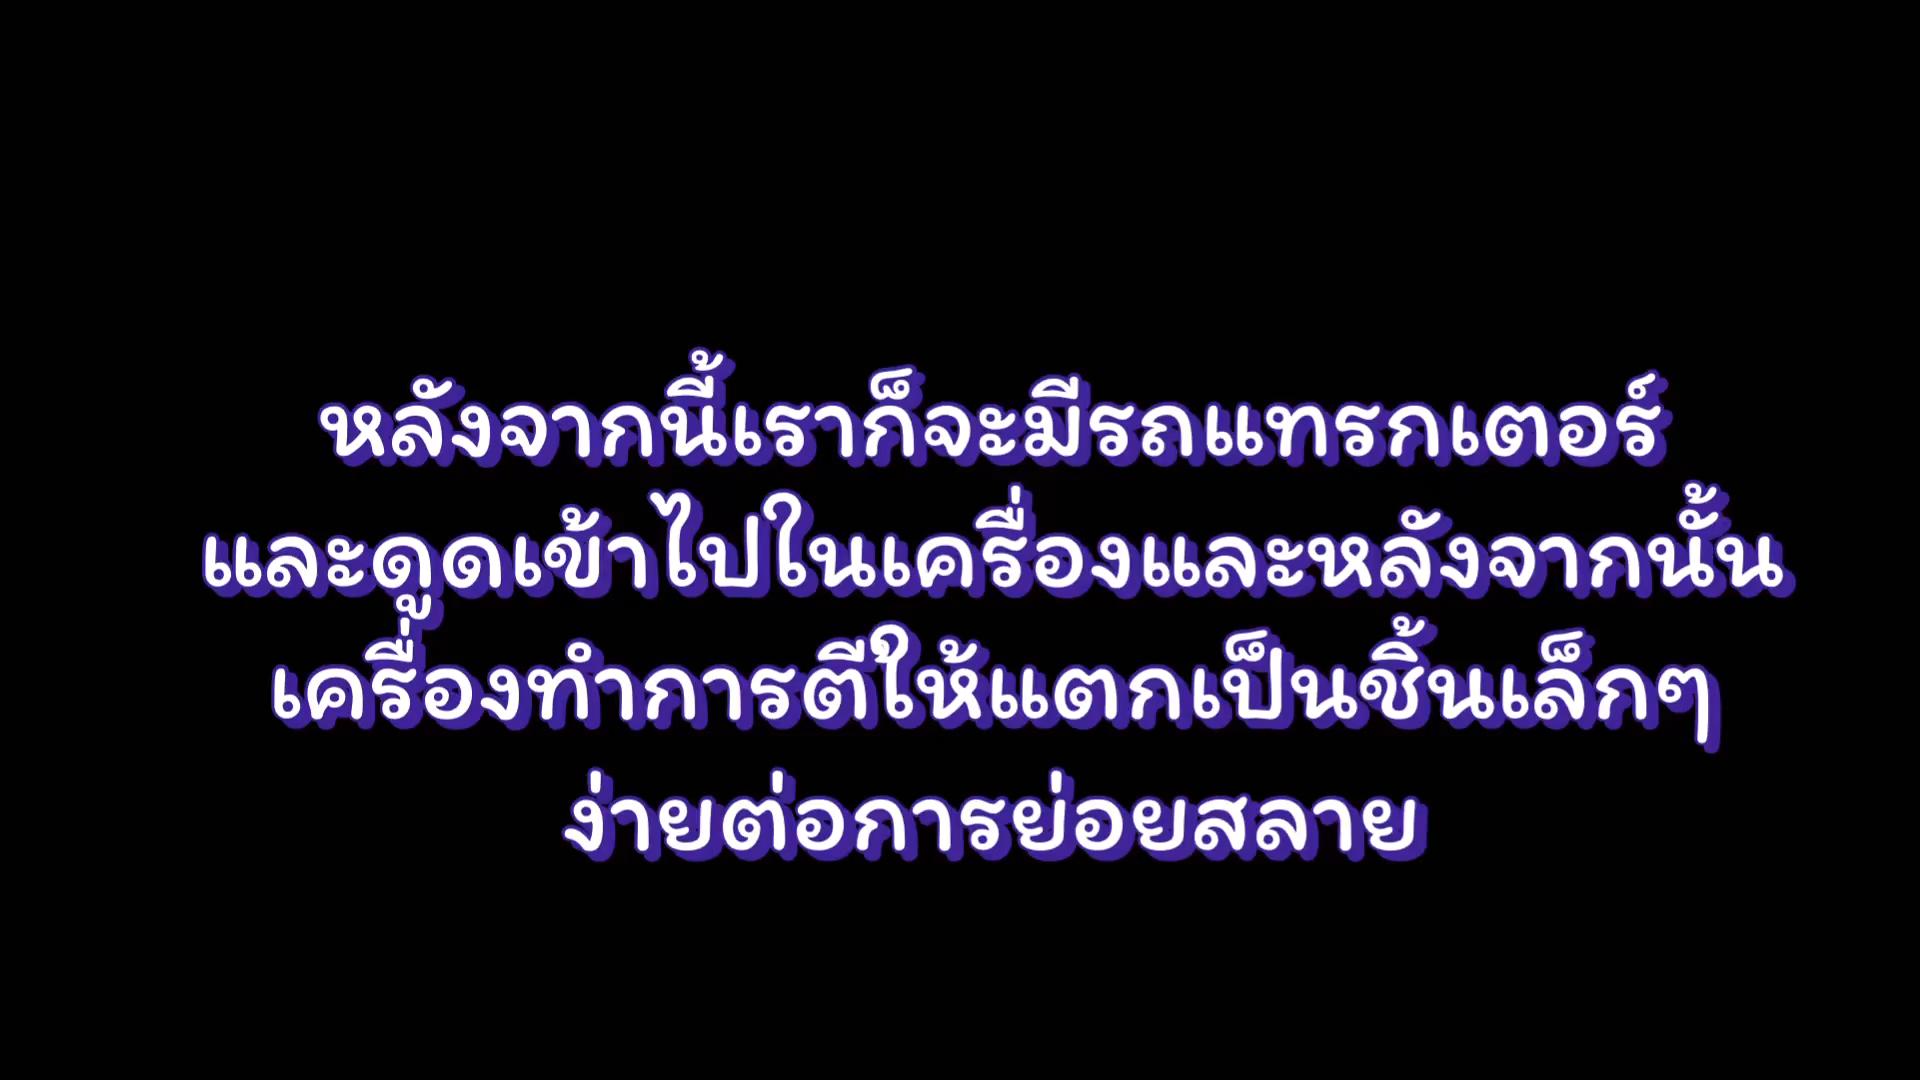 หลังจากนี้เราก็จะมีรถแทรกเตอร์
และดูดเข้าไปในเครื่องและหลังจากนั้น
เครื่องทำการตีให้แตกเป็นชิ้นเล็กๆ
ง่ายต่อการย่อยสลาย